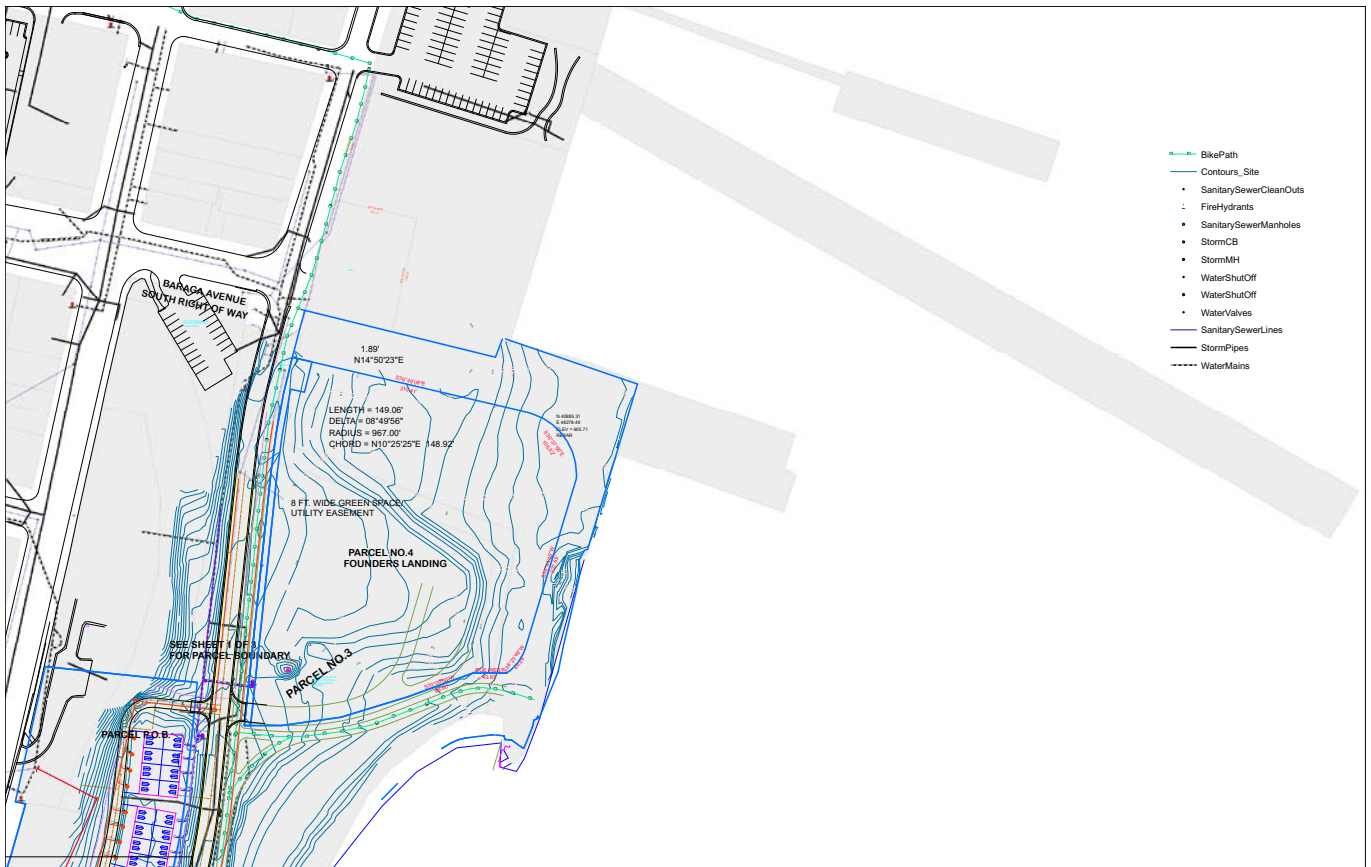 BARAGA AVENUE
SOUTH RIGHT OF WAY
1.89'
N14°50'23"E
LENGTH = 149.06'
DELTA = 08°49'56"
RADIUS = 967.00'
CHORD = N10°25'25"E 148.92'
N 40885.31
8 FT. WIDE GREEN SPACE/
UTILITY EASEMENT
PARCEL NO.4
FOUNDERS LANDING
SEE SHEET 1 OF 3
FOR PARCEL BOUNDARY
PARCEL NO.3
PARCEL P.O.B.
BikePath
Contours_Site
SanitarySewerCleanOuts
FireHydrants
SanitarySewerManholes
StormCB
StormMH
WaterShutOff
WaterShutOff
WaterValves
SanitarySewerLines
StormPipes
WaterMains